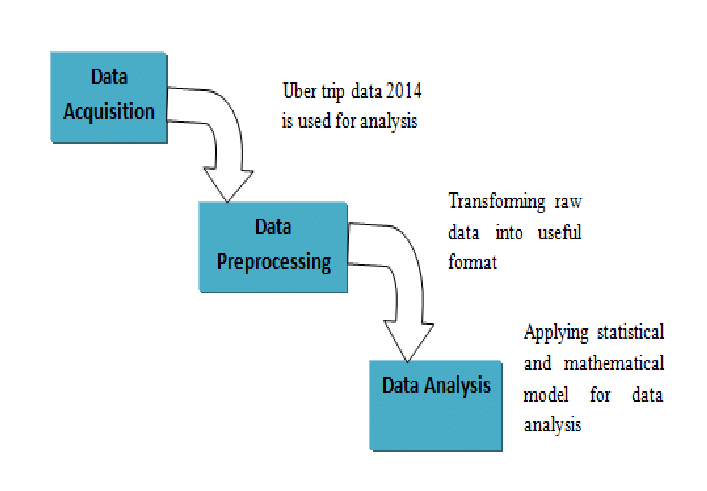 Data
Acquisition
Uber trip data 2014
is used for analysis
Data
Preprocessing
Transforming raw
data into useful
format
Data Analysis
Applying statistical
and mathematical
model for data
analysis